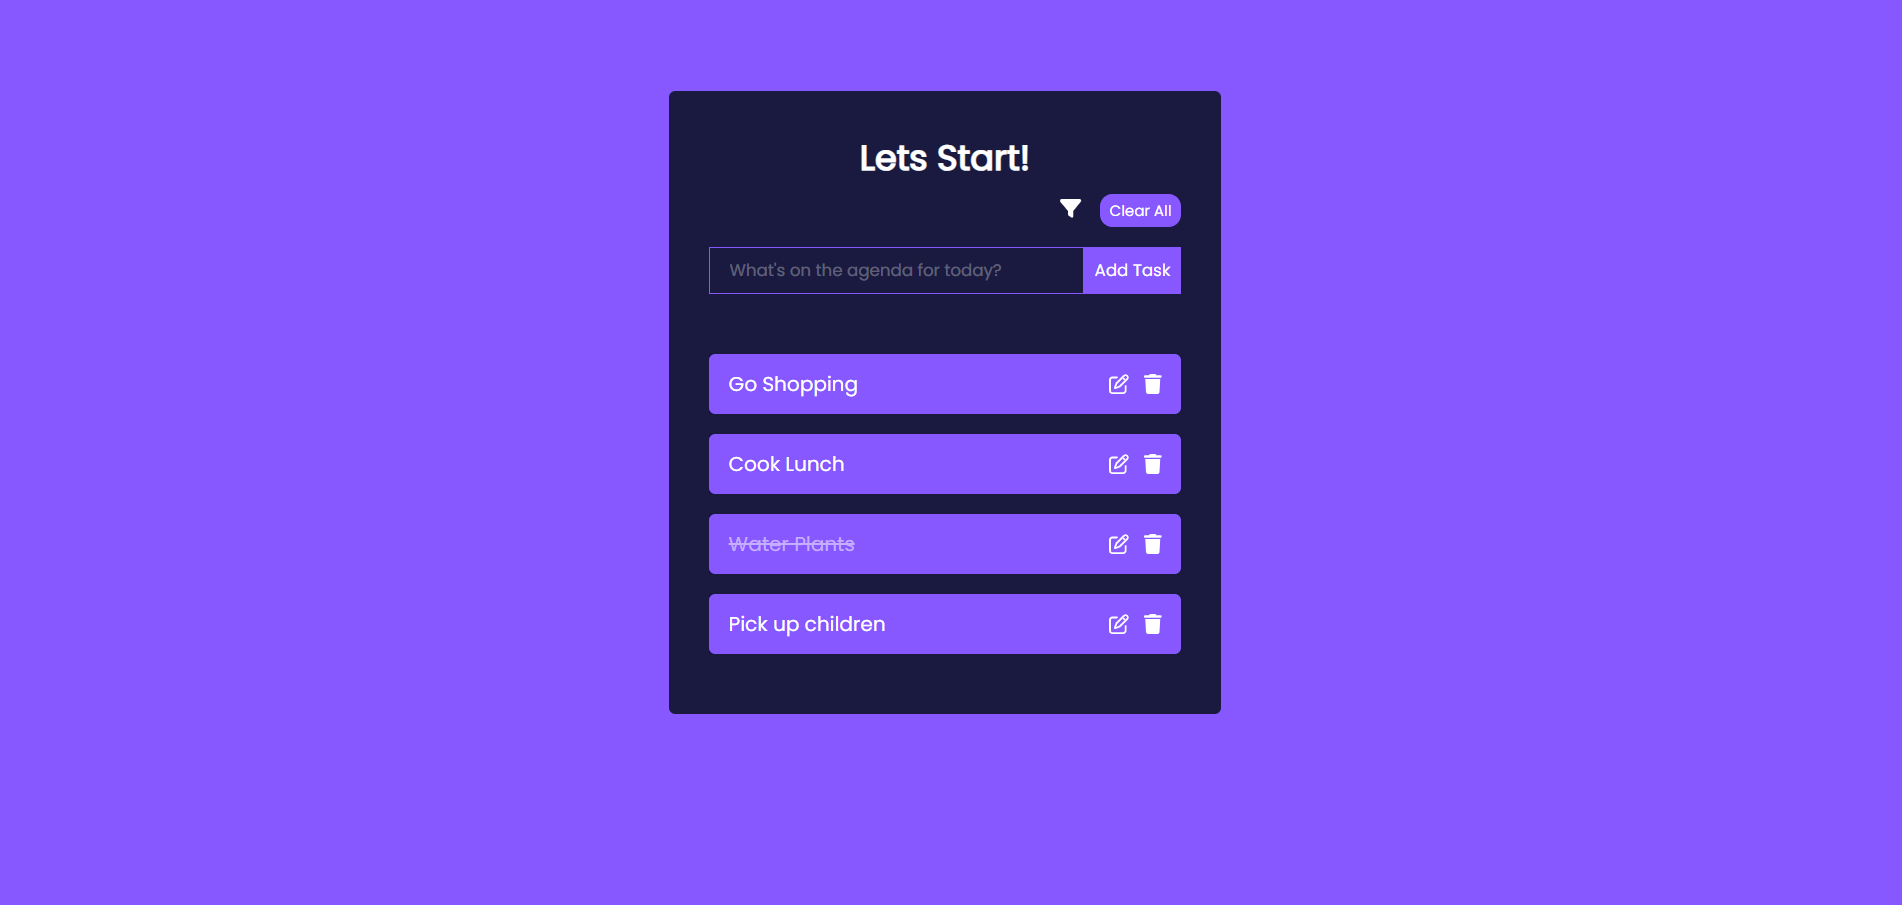 Lets Start!
Clear All
What's on the agenda for today?
Add Task
Go Shopping
Cook Lunch
Water Plants
Pick up children